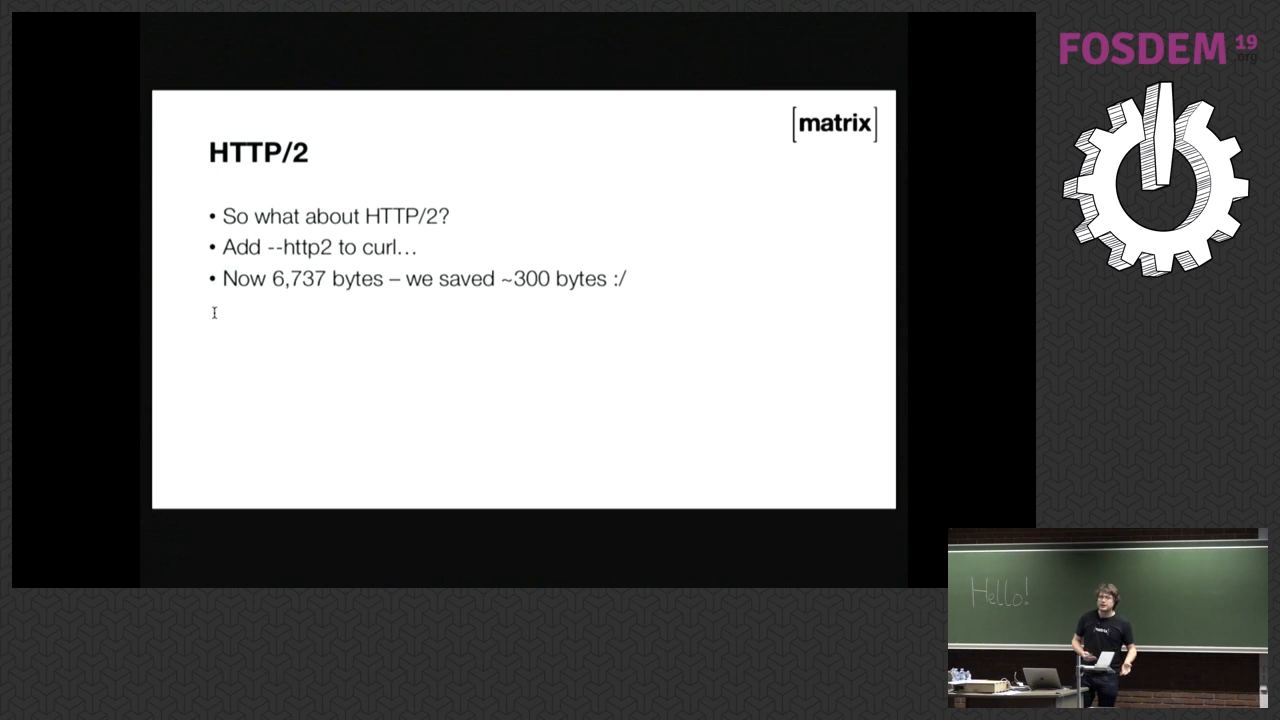 FOSDEM 19
.org
[matrix]
HTTP/2
• So what about HTTP/2?
• Add --http2 to curl…
• Now 6,737 bytes – we saved ~300 bytes :/
Hello!
[matrix]